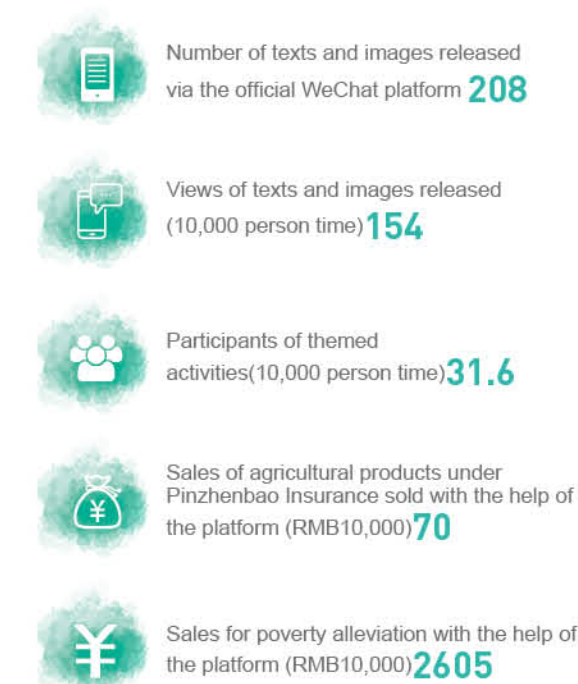 Number of texts and images released
via the official WeChat platform 208
Views of texts and images released
(10,000 person time)154
Participants of themed
activities(10,000 person time)31.6
Sales of agricultural products under
Pinzhenbao Insurance sold with the help of
the platform (RMB10,000)70
Sales for poverty alleviation with the help of
the platform (RMB10,000)2605